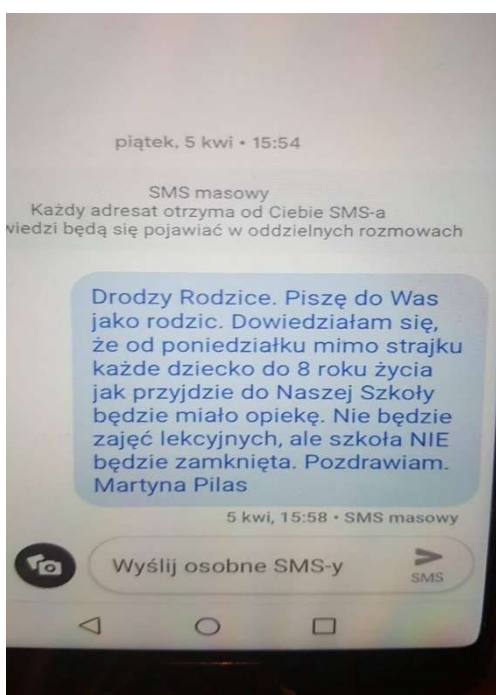 piątek, 5 kwi • 15:54
SMS masowy
Każdy adresat otrzyma od Ciebie SMS-a
wiedzi będą się pojawiać w oddzielnych rozmowach
Drodzy Rodzice. Piszę do Was
jako rodzic. Dowiedziałam się,
że od poniedziałku mimo strajku
każde dziecko do 8 roku życia
jak przyjdzie do Naszej Szkoły
będzie miało opiekę. Nie będzie
zajęć lekcyjnych, ale szkoła NIE
będzie zamknięta. Pozdrawiam.
Martyna Pilas
5 kwi, 15:58 • SMS masowy
Wyślij osobne SMS-y
SMS